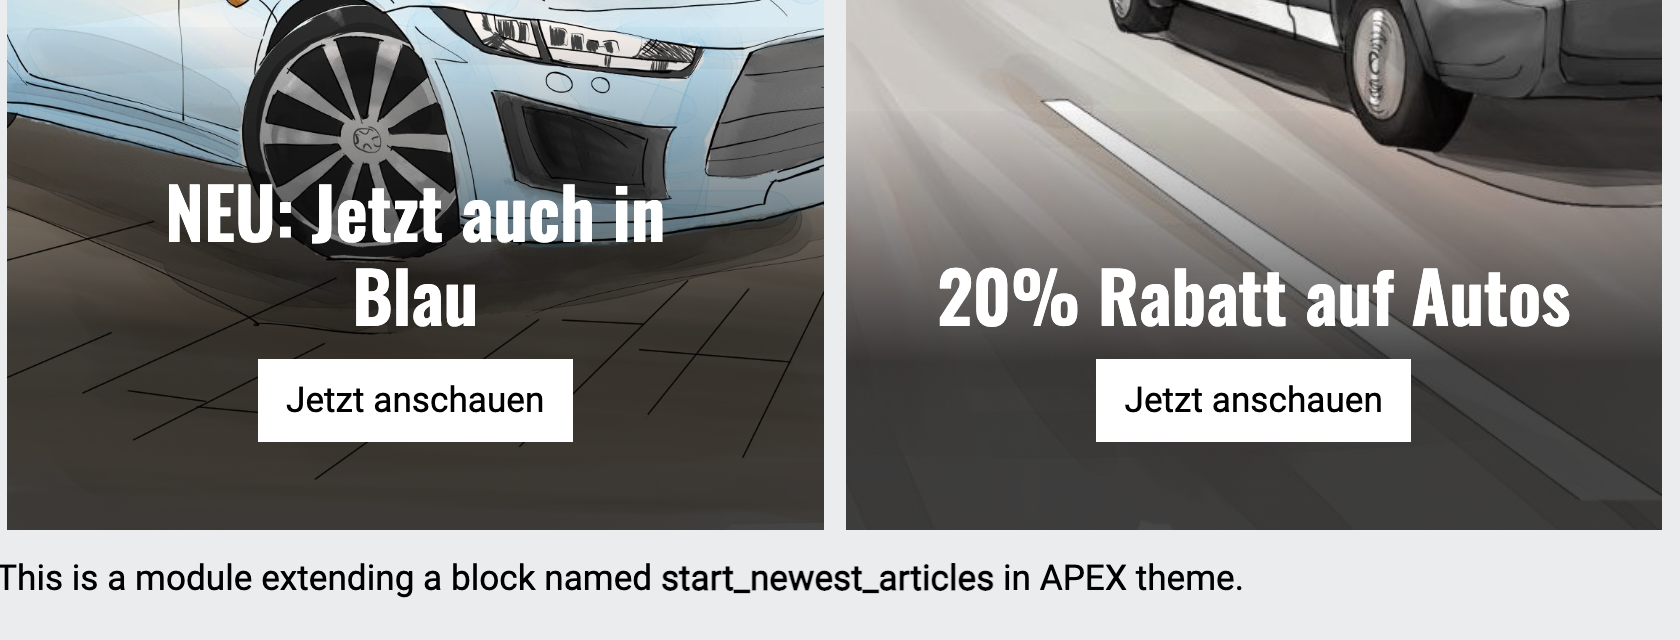 NEU: Jetzt auch in
Blau
Jetzt anschauen
20% Rabatt auf Autos
Jetzt anschauen
This is a module extending a block named start_newest_articles in APEX theme.